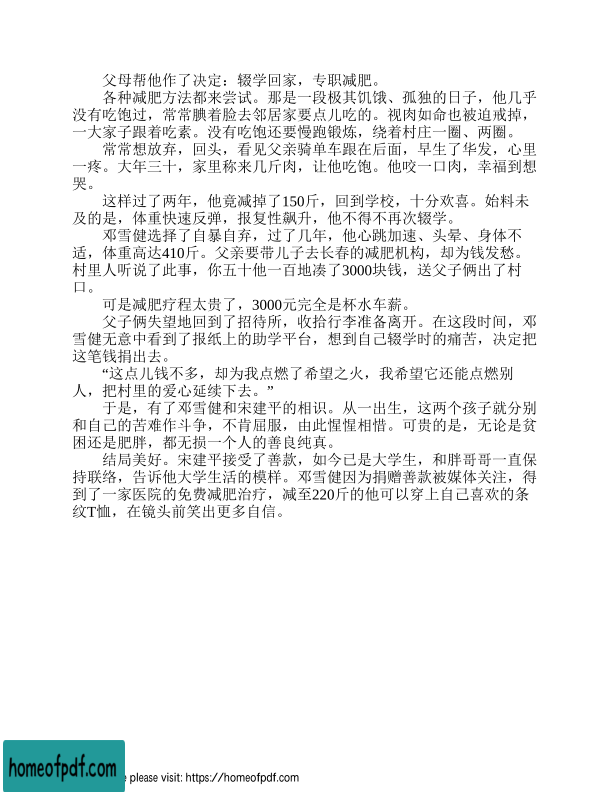 父母帮他作了决定：辍学回家，专职减肥。
各种减肥方法都来尝试。那是一段极其饥饿、孤独的日子，他几乎
没有吃饱过，常常腆着脸去邻居家要点儿吃的。视肉如命也被迫戒掉，
一大家子跟着吃素。没有吃饱还要慢跑锻炼，绕着村庄一圈、两圈。
常常想放弃，回头，看见父亲骑单车跟在后面，早生了华发，心里
一疼。大年三十，家里称来几斤肉，让他吃饱。他咬一口肉，幸福到想
哭。
这样过了两年，他竟减掉了150斤，回到学校，十分欢喜。始料未
及的是，体重快速反弹，报复性飙升，他不得不再次辍学。
邓雪健选择了自暴自弃，过了几年，他心跳加速、头晕、身体不
适，体重高达410斤。父亲要带儿子去长春的减肥机构，却为钱发愁。
村里人听说了此事，你五十他一百地凑了3000块钱，送父子俩出了村
口。
可是减肥疗程太贵了，3000元完全是杯水车薪。
父子俩失望地回到了招待所，收拾行李准备离开。在这段时间，邓
雪健无意中看到了报纸上的助学平台，想到自己辍学时的痛苦，决定把
这笔钱捐出去。
“这点儿钱不多，却为我点燃了希望之火，我希望它还能点燃别
人，把村里的爱心延续下去。”
于是，有了邓雪健和宋建平的相识。从一出生，这两个孩子就分别
和自己的苦难作斗争，不肯屈服，由此惺惺相惜。可贵的是，无论是贫
困还是肥胖，都无损一个人的善良纯真。
结局美好。宋建平接受了善款，如今已是大学生，和胖哥哥一直保
持联络，告诉他大学生活的模样。邓雪健因为捐赠善款被媒体关注，得
到了一家医院的免费减肥治疗，减至220斤的他可以穿上自己喜欢的条
纹T恤，在镜头前笑出更多自信。
homeofpdf.com
please visit: https://homeofpdf.com